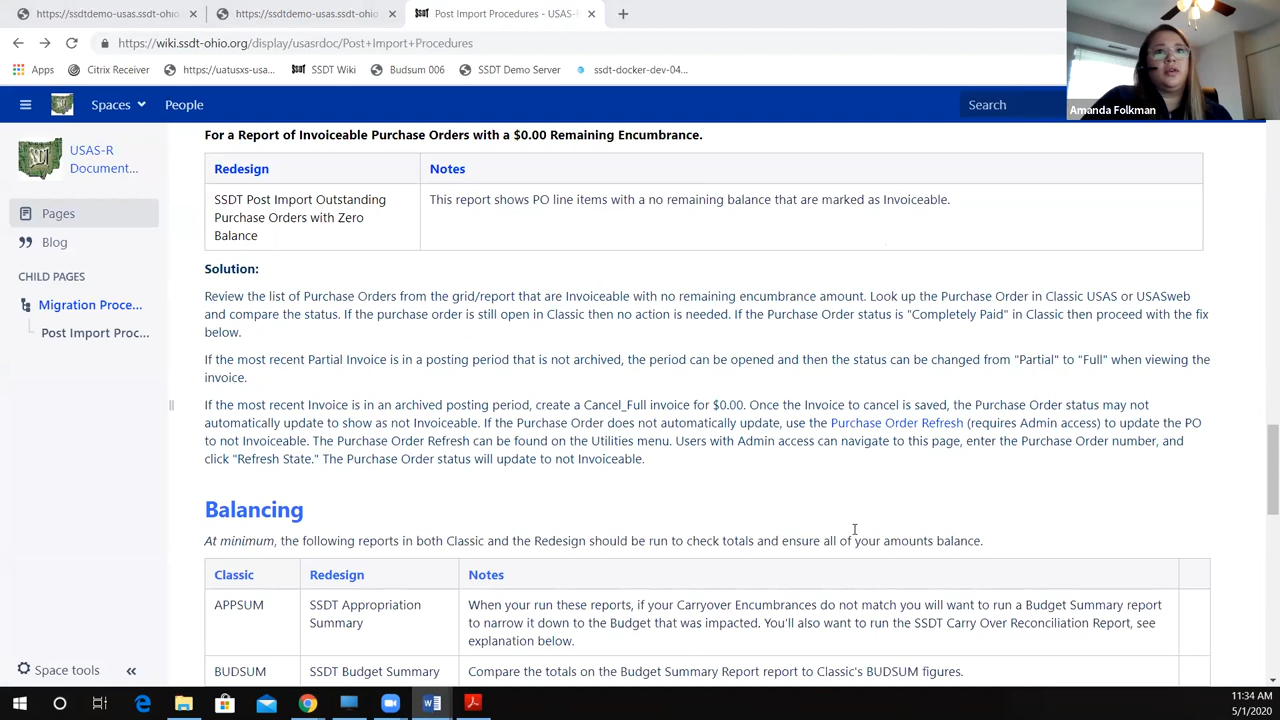 https://ssdtdemo-usas.ssdt-ohio
https://ssdtdemo-usas.ssdt-ohio
SSDT
Post Import Procedures - USAS-R
https://wiki.ssdt-ohio.org/display/usasrdoc/Post+Import+Procedures
Apps
Citrix Receiver
https://uatusxs-usa...
SSDT Wiki
Budsum 006
SSDT Demo Server
ssdt-docker-dev-04...
Amanda Folkman
Spaces
People
Search
SSDT
USAS-R
Document...
Pages
Blog
CHILD PAGES
Migration Proce...
Post Import Proc...
Space tools
For a Report of Invoiceable Purchase Orders with a $0.00 Remaining Encumbrance.
Redesign
Notes
SSDT Post Import Outstanding
Purchase Orders with Zero
Balance
This report shows PO line items with a no remaining balance that are marked as Invoiceable.
Solution:
Review the list of Purchase Orders from the grid/report that are Invoiceable with no remaining encumbrance amount. Look up the Purchase Order in Classic USAS or USASweb
and compare the status. If the purchase order is still open in Classic then no action is needed. If the Purchase Order status is "Completely Paid" in Classic then proceed with the fix
below.
If the most recent Partial Invoice is in a posting period that is not archived, the period can be opened and then the status can be changed from "Partial" to "Full" when viewing the
invoice.
If the most recent Invoice is in an archived posting period, create a Cancel_Full invoice for $0.00. Once the Invoice to cancel is saved, the Purchase Order status may not
automatically update to show as not Invoiceable. If the Purchase Order does not automatically update, use the Purchase Order Refresh (requires Admin access) to update the PO
to not Invoiceable. The Purchase Order Refresh can be found on the Utilities menu. Users with Admin access can navigate to this page, enter the Purchase Order number, and
click "Refresh State." The Purchase Order status will update to not Invoiceable.
Balancing
At minimum, the following reports in both Classic and the Redesign should be run to check totals and ensure all of your amounts balance.
Classic
Redesign
Notes
APPSUM
SSDT Appropriation
Summary
When your run these reports, if your Carryover Encumbrances do not match you will want to run a Budget Summary report
to narrow it down to the Budget that was impacted. You'll also want to run the SSDT Carry Over Reconciliation Report, see
explanation below.
BUDSUM
SSDT Budget Summary
Compare the totals on the Budget Summary Report report to Classic's BUDSUM figures.
11:34 AM
5/1/2020